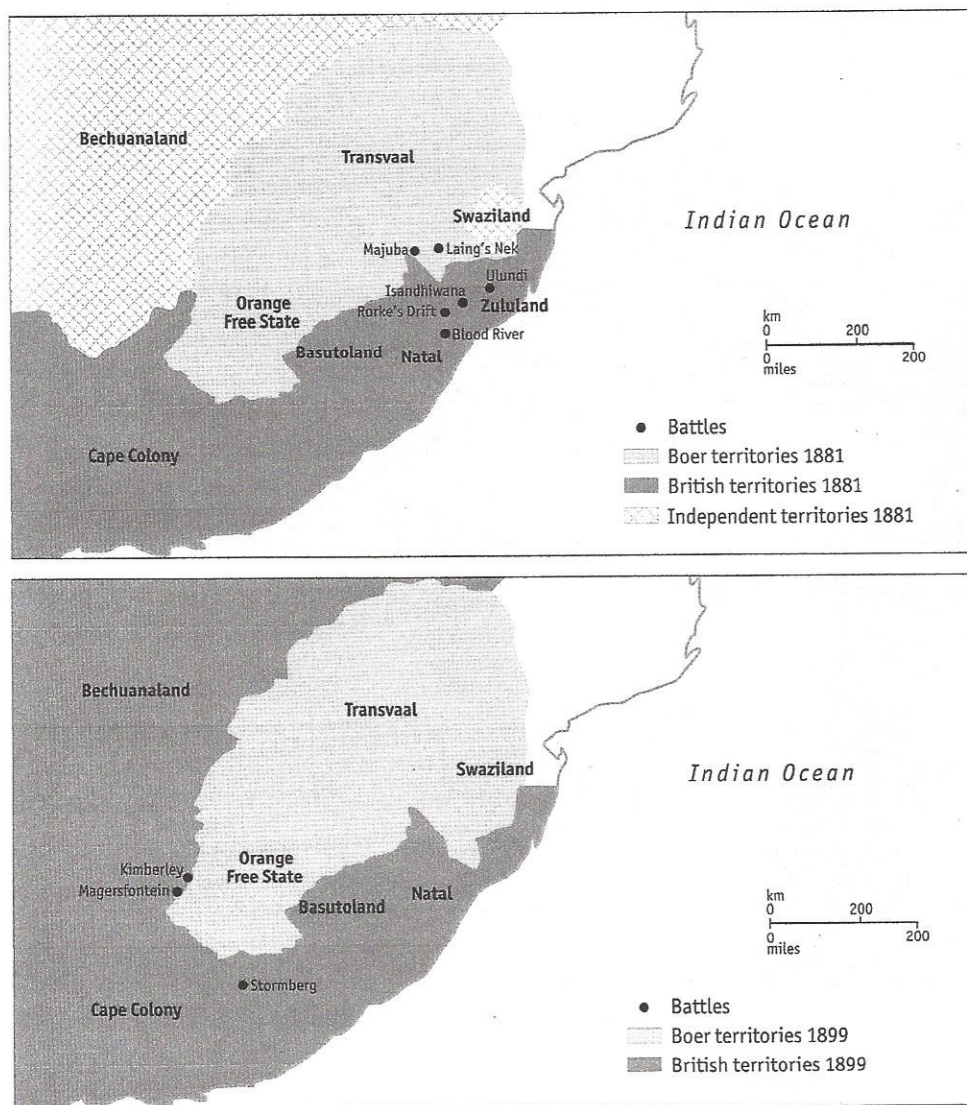 Bechuanaland
Transvaal
Swaziland
Indian Ocean
Majuba
Laing's Nek
Ulundi
Isandhiwana
Zululand
Orange
Free State
Rorke's Drift
Blood River
Basutoland
Natal
km
0 200
0 200
miles
Cape Colony
Battles
Boer territories 1881
British territories 1881
Independent territories 1881
Bechuanaland
Transvaal
Swaziland
Indian Ocean
Kimberley
Magersfontein
Orange
Free State
Basutoland
Natal
km
0 200
0 200
miles
Stormberg
Cape Colony
Battles
Boer territories 1899
British territories 1899